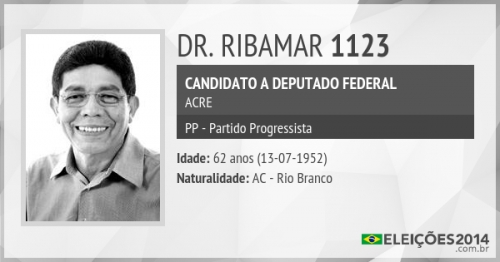 DR. RIBAMAR 1123
CANDIDATO A DEPUTADO FEDERAL
ACRE
PP - Partido Progressista
Idade: 62 anos (13-07-1952)
Naturalidade: AC - Rio Branco
ELEIÇÕES2014
.com.br